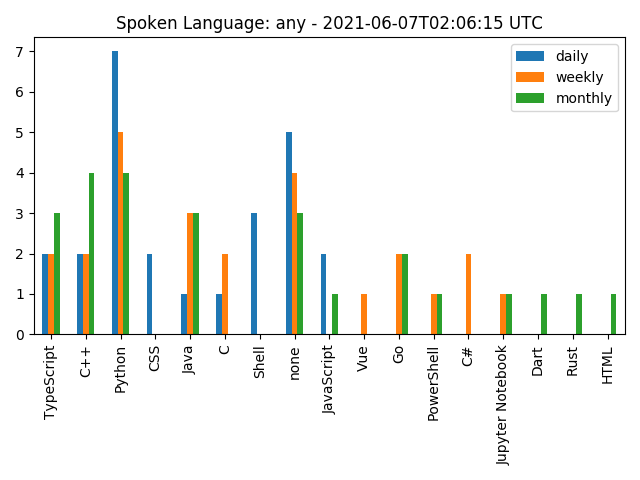 Spoken Language: any - 2021-06-07T02:06:15 UTC
daily
weekly
monthly
7
6
5
4
3
2
1
0
TypeScript
C++
Python
CSS
Java
C
Shell
none
JavaScript
Vue
Go
PowerShell
C#
Jupyter Notebook
Dart
Rust
HTML